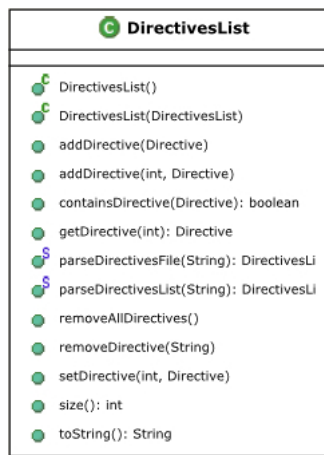 C DirectivesList
C DirectivesList()
C DirectivesList(DirectivesList)
addDirective(Directive)
addDirective(int, Directive)
containsDirective(Directive): boolean
getDirective(int): Directive
S parseDirectivesFile(String): DirectivesLi
S parseDirectivesList(String): DirectivesLi
removeAllDirectives()
removeDirective(String)
setDirective(int, Directive)
size(): int
toString(): String